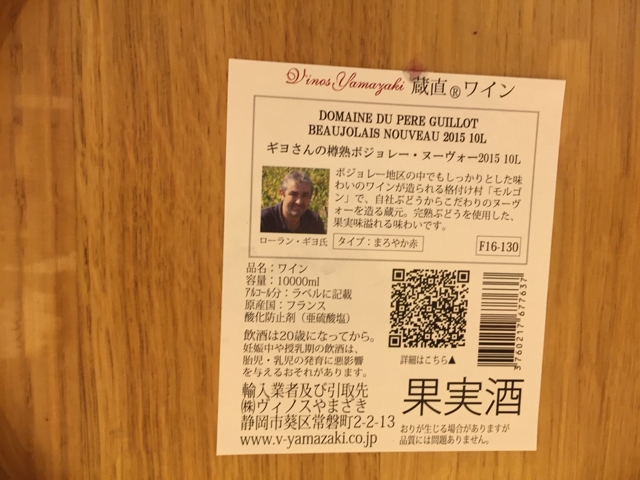 Vinos Yamazaki 蔵直®ワイン
DOMAINE DU PERE GUILLOT
BEAUJOLAIS NOUVEAU 2015 10L
ギヨさんの樽熟ボジョレー・ヌーヴォー2015 10L
ボジョレー地区の中でもしっかりとした味
わいのワインが造られる格付け村「モルゴ
ン」で、自社ぶどうからこだわりのヌーヴ
ォーを造る蔵元。完熟ぶどうを使用した、
果実味溢れる味わいです。
ローラン・ギヨ氏
タイプ：まろやか赤
F16-130
品名：ワイン
容量：10000ml
ｱﾙｺｰﾙ分：ラベルに記載
原産国：フランス
酸化防止剤（亜硫酸塩）
飲酒は20歳になってから。
妊娠中や授乳期の飲酒は、
胎児・乳児の発育に悪影響
を与えるおそれがあります。
詳細はこちら▲
3760217677637
輸入業者及び引取先
㈱ヴィノスやまざき
静岡市葵区常磐町2-2-13
www.v-yamazaki.co.jp
果実酒
おりが生じる場合がありますが
品質には問題ありません。